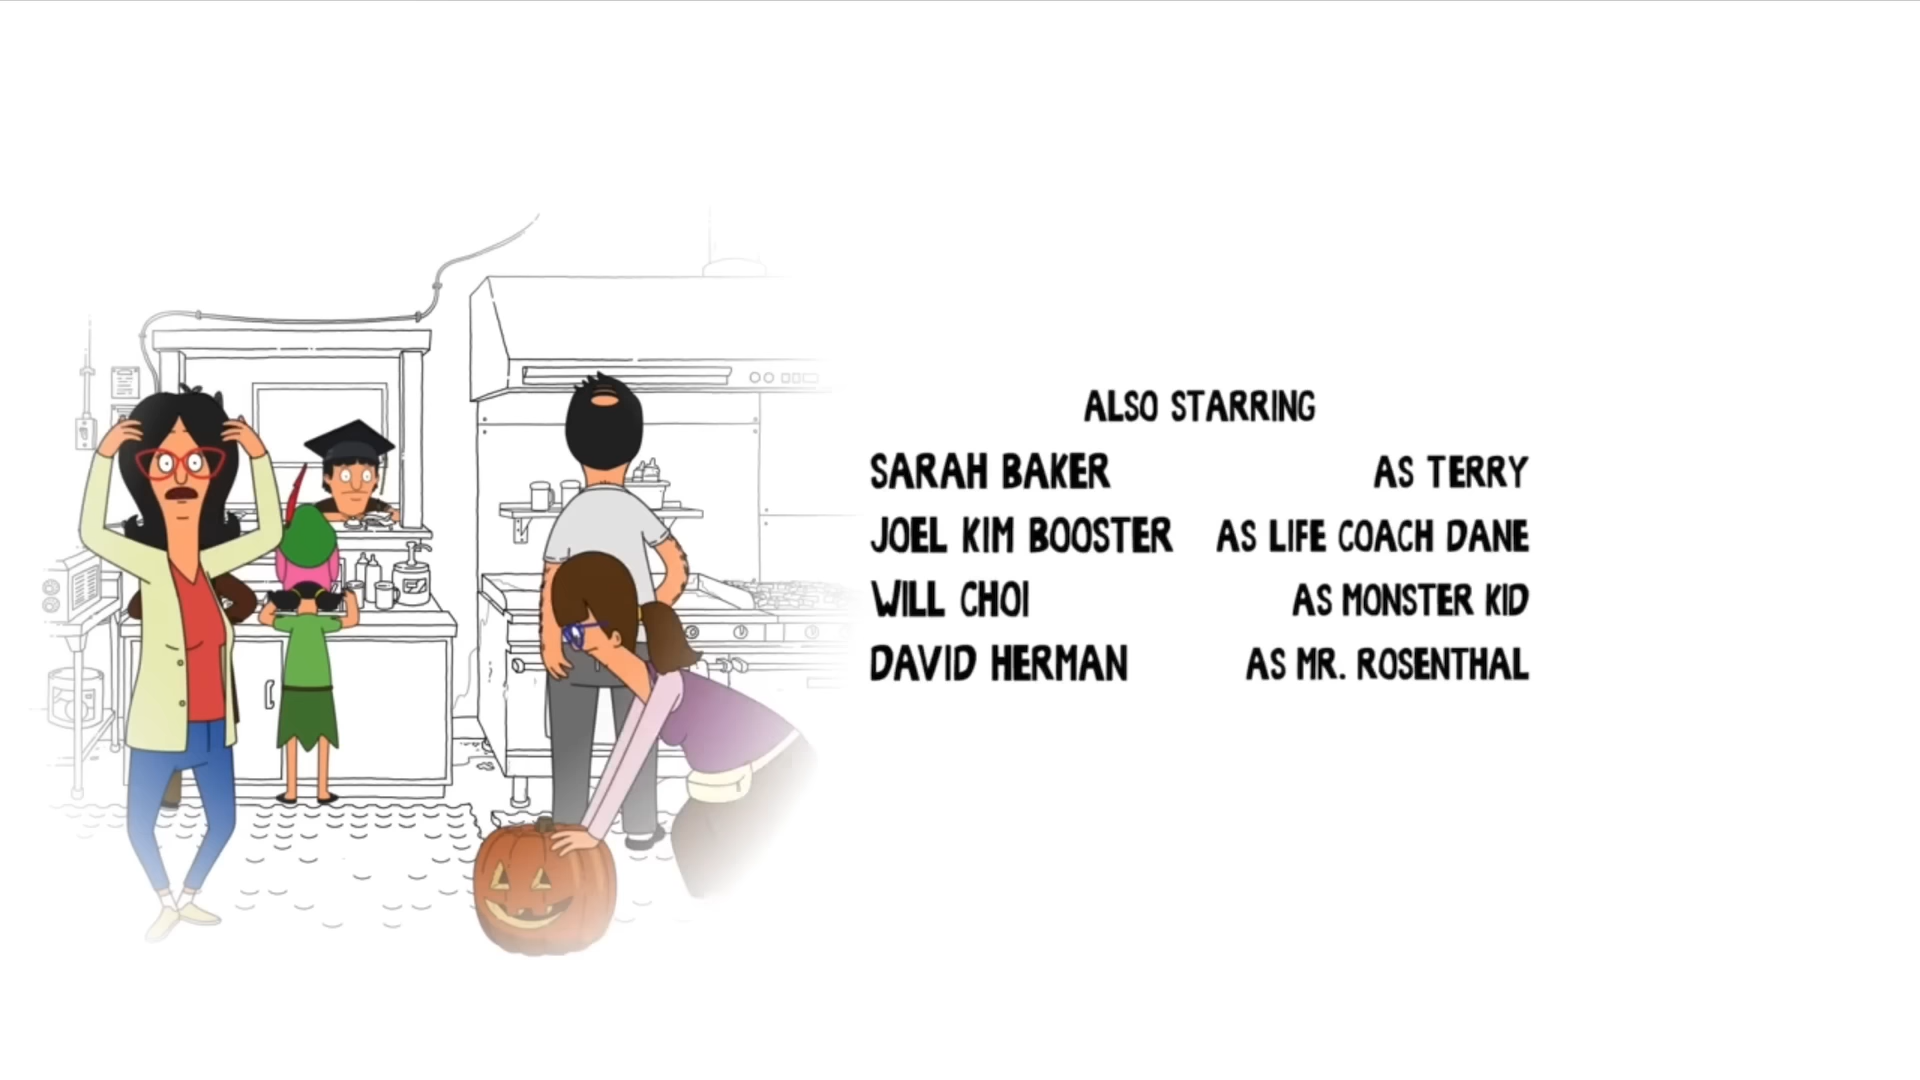 ALSO STARRING
SARAH BAKER AS TERRY
JOEL KIM BOOSTER AS LIFE COACH DANE
WILL CHOI AS MONSTER KID
DAVID HERMAN AS MR. ROSENTHAL